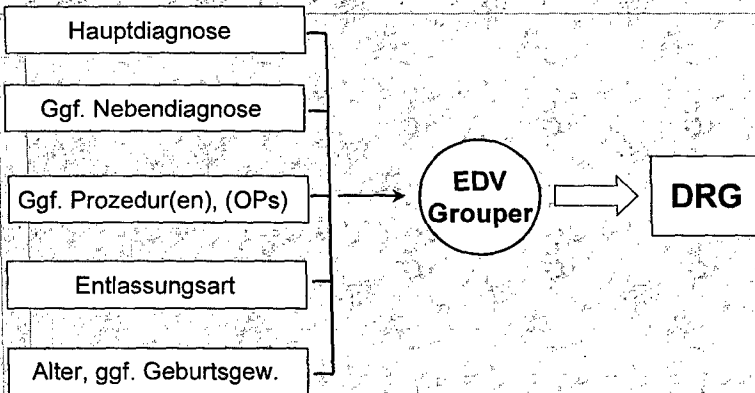 Hauptdiagnose
Ggf. Nebendiagnose
Ggf. Prozedur(en), (OPs)
Entlassungsart
Alter, ggf. Geburtsgew.
EDV
Grouper
DRG